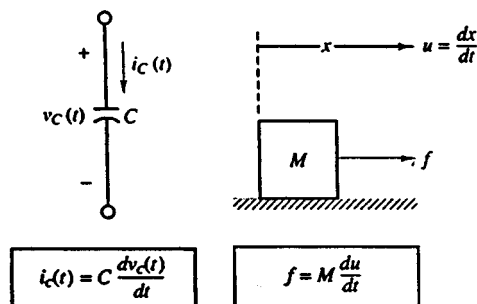 +
i_C(t)
v_C(t)
C
−
x
u = dx/dt
M
f
i_c(t) = C dv_c(t)/dt
f = M du/dt